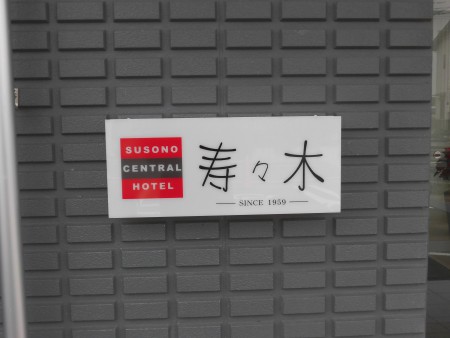 SUSONO
CENTRAL
HOTEL
寿々木
SINCE 1959